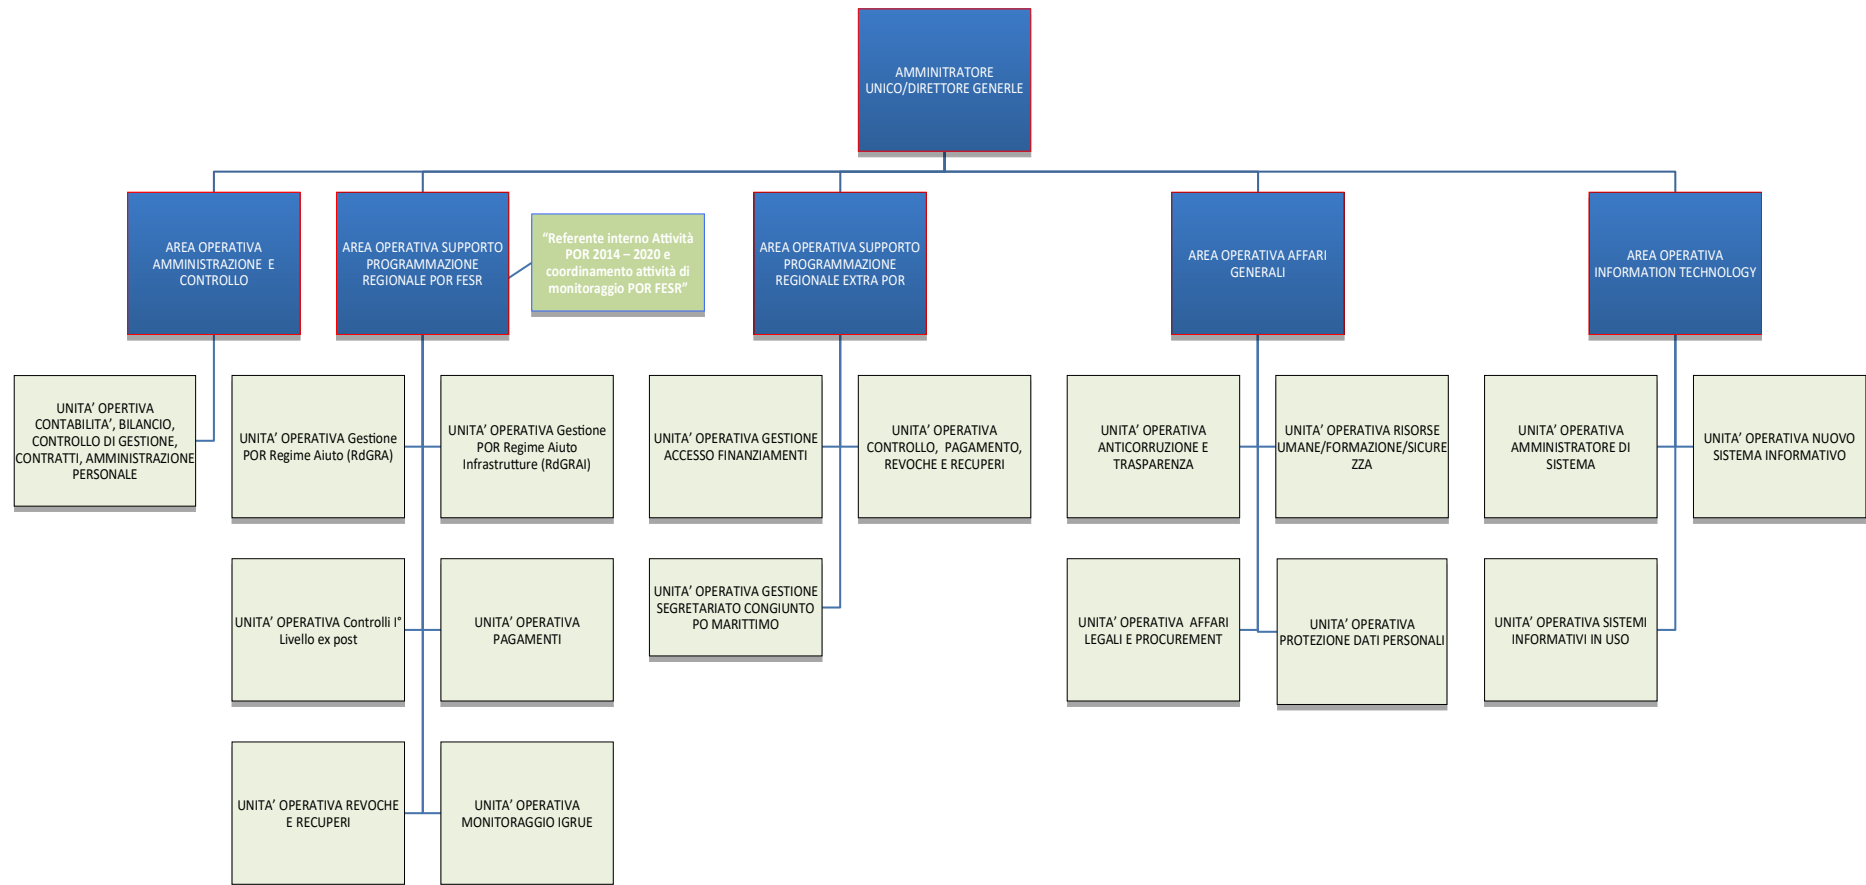 AMMINITRATORE
UNICO/DIRETTORE GENERLE
AREA OPERATIVA
AMMINISTRAZIONE E
CONTROLLO
AREA OPERATIVA SUPPORTO
PROGRAMMAZIONE
REGIONALE POR FESR
“Referente interno Attività
POR 2014 – 2020 e
coordinamento attività di
monitoraggio POR FESR”
AREA OPERATIVA SUPPORTO
PROGRAMMAZIONE
REGIONALE EXTRA POR
AREA OPERATIVA AFFARI
GENERALI
AREA OPERATIVA
INFORMATION TECHNOLOGY
UNITA’ OPERTIVA
CONTABILITA’, BILANCIO,
CONTROLLO DI GESTIONE,
CONTRATTI, AMMINISTRAZIONE
PERSONALE
UNITA’ OPERATIVA Gestione
POR Regime Aiuto (RdGRA)
UNITA’ OPERATIVA Gestione
POR Regime Aiuto
Infrastrutture (RdGRAI)
UNITA’ OPERATIVA GESTIONE
ACCESSO FINANZIAMENTI
UNITA’ OPERATIVA
CONTROLLO, PAGAMENTO,
REVOCHE E RECUPERI
UNITA’ OPERATIVA
ANTICORRUZIONE E
TRASPARENZA
UNITA’ OPERATIVA RISORSE
UMANE/FORMAZIONE/SICURE
ZZA
UNITA’ OPERATIVA
AMMINISTRATORE DI
SISTEMA
UNITA’ OPERATIVA NUOVO
SISTEMA INFORMATIVO
UNITA’ OPERATIVA Controlli I°
Livello ex post
UNITA’ OPERATIVA
PAGAMENTI
UNITA’ OPERATIVA GESTIONE
SEGRETARIATO CONGIUNTO
PO MARITTIMO
UNITA’ OPERATIVA AFFARI
LEGALI E PROCUREMENT
UNITA’ OPERATIVA
PROTEZIONE DATI PERSONALI
UNITA’ OPERATIVA SISTEMI
INFORMATIVI IN USO
UNITA’ OPERATIVA REVOCHE
E RECUPERI
UNITA’ OPERATIVA
MONITORAGGIO IGRUE